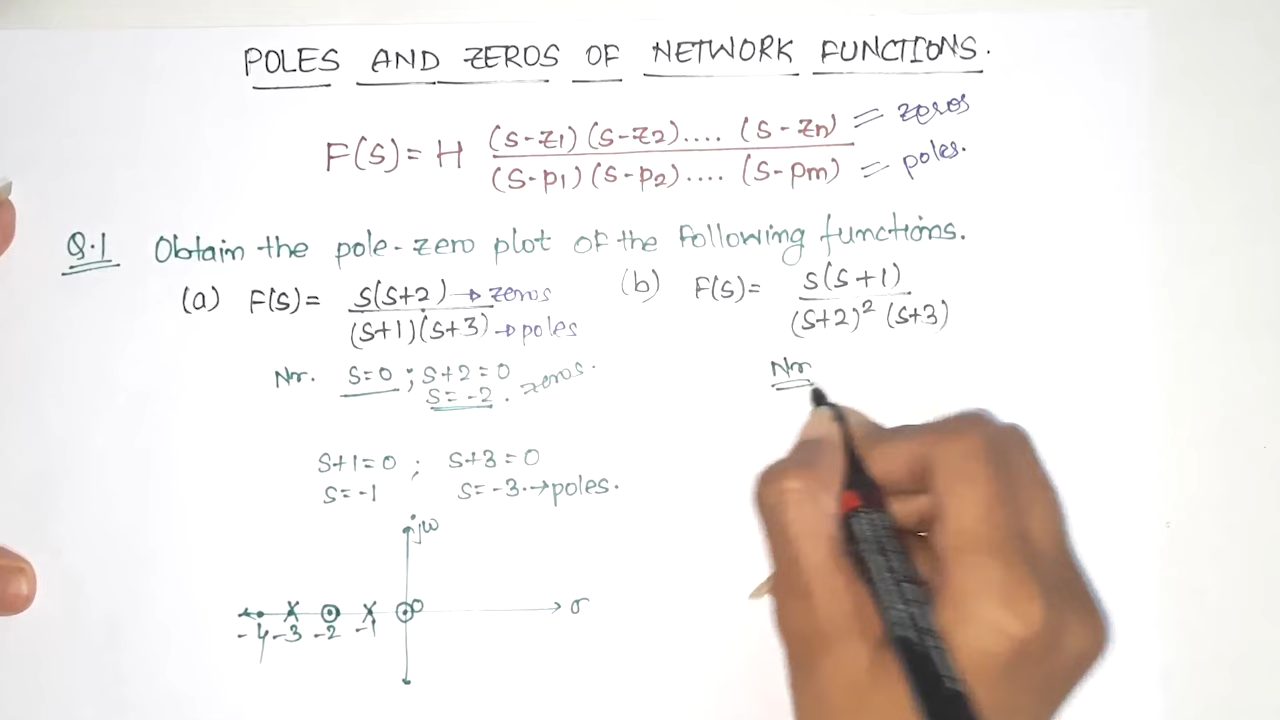 POLES AND ZEROS OF NETWORK FUNCTIONS.
F(S)= H (S-Z1)(S-Z2).... (S-Zn) = zeros
(S-P1)(S-P2).... (S-Pm) = poles.
Q.1 Obtain the pole-zero plot of the following functions.
(a) F(S)= S(S+2) → zeros
(S+1)(S+3) → poles
(b) F(S)= S(S+1)
(S+2)² (S+3)
Nr. S=0 ; S+2=0
S=-2. zeros.
S+1=0 ; S+3=0
S=-1 S=-3.→poles.
jω
σ
-4 -3 -2 -1 0
Nr